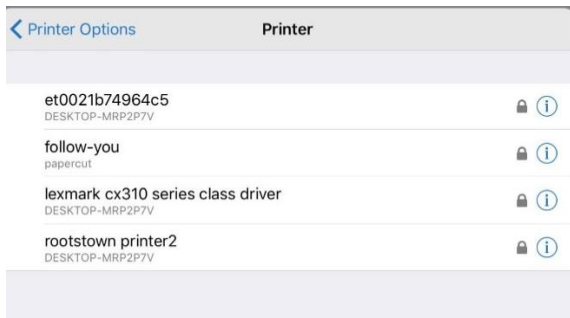 Printer Options
Printer
et0021b74964c5
DESKTOP-MRP2P7V
follow-you
papercut
lexmark cx310 series class driver
DESKTOP-MRP2P7V
rootstown printer2
DESKTOP-MRP2P7V